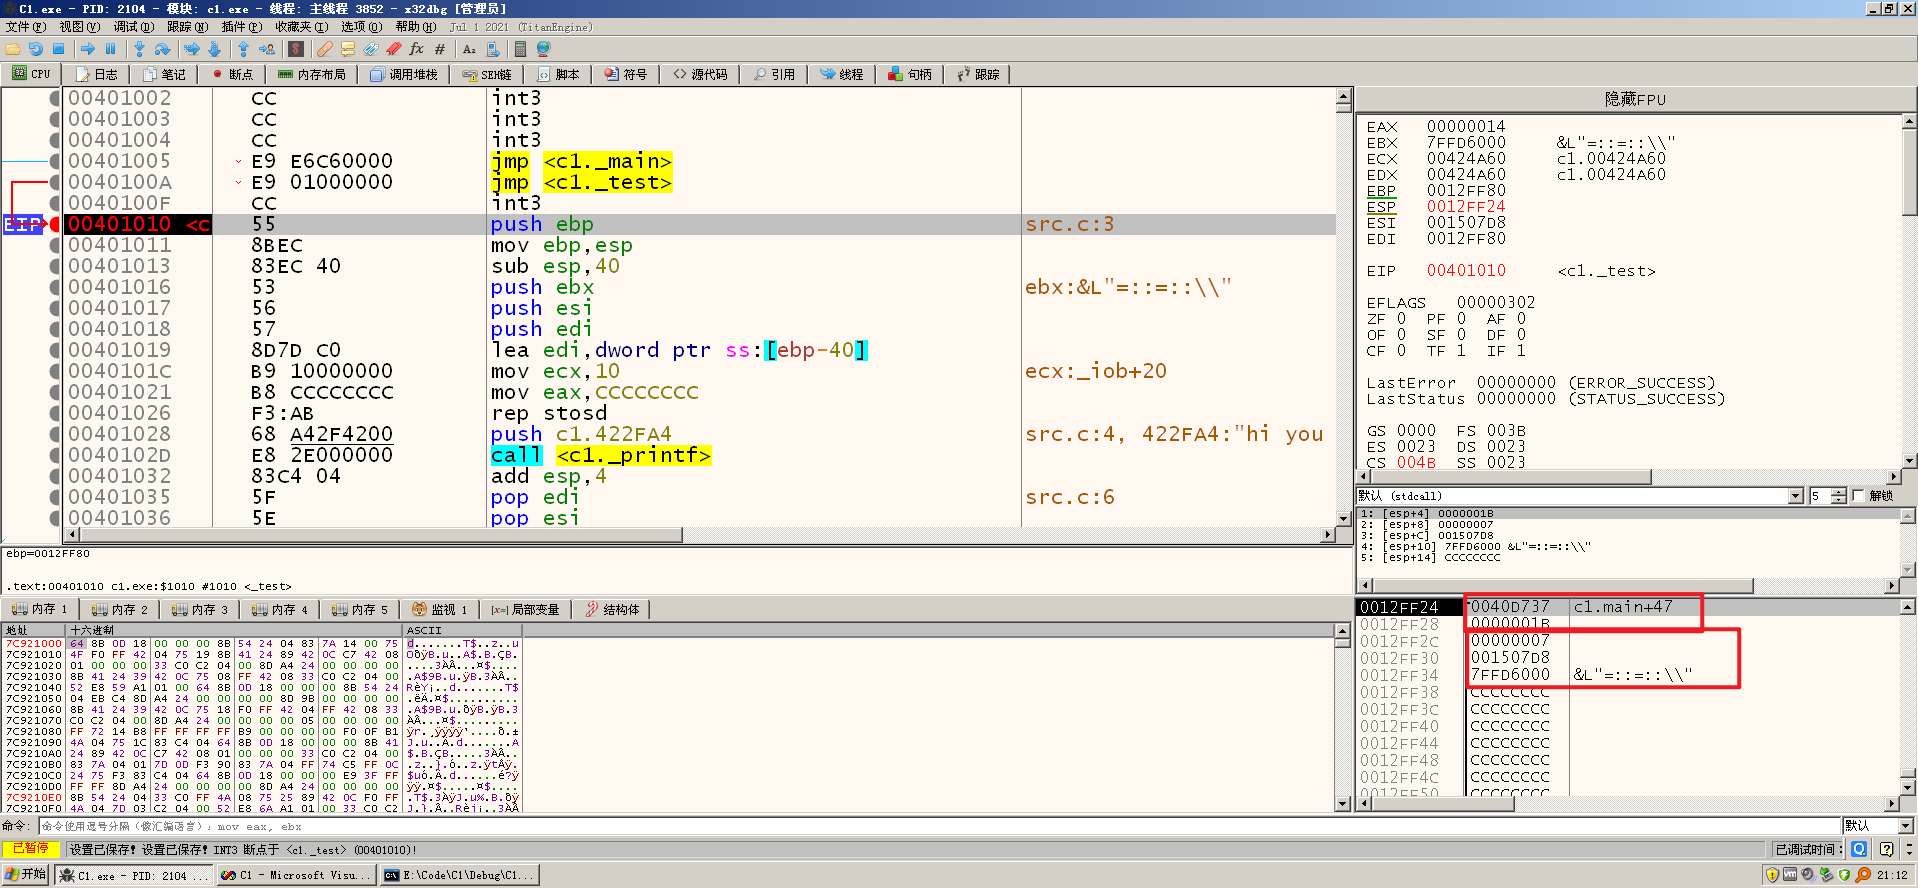 C1.exe - PID: 2104 - 模块: c1.exe - 线程: 主线程 3852 - x32dbg [管理员]
文件(F) 视图(V) 调试(D) 跟踪(N) 插件(P) 收藏夹(I) 选项(O) 帮助(H) Jul 1 2021 (TitanEngine)
CPU 日志 笔记 断点 内存布局 调用堆栈 SEH链 脚本 符号 源代码 引用 线程 句柄 跟踪
00401002 CC int3
00401003 CC int3
00401004 CC int3
00401005 E9 E6C60000 jmp <c1._main>
0040100A E9 01000000 jmp <c1._test>
0040100F CC int3
EIP 00401010 <c 55 push ebp src.c:3
00401011 8BEC mov ebp,esp
00401013 83EC 40 sub esp,40
00401016 53 push ebx ebx:&L"=::=::\\"
00401017 56 push esi
00401018 57 push edi
00401019 8D7D C0 lea edi,dword ptr ss:[ebp-40]
0040101C B9 10000000 mov ecx,10 ecx:_iob+20
00401021 B8 CCCCCCCC mov eax,CCCCCCCC
00401026 F3:AB rep stosd
00401028 68 A42F4200 push c1.422FA4 src.c:4, 422FA4:"hi you
0040102D E8 2E000000 call <c1._printf>
00401032 83C4 04 add esp,4
00401035 5F pop edi src.c:6
00401036 5E pop esi
ebp=0012FF80
.text:00401010 c1.exe:$1010 #1010 <_test>
隐藏FPU
EAX 00000014
EBX 7FFD6000 &L"=::=::\\"
ECX 00424A60 c1.00424A60
EDX 00424A60 c1.00424A60
EBP 0012FF80
ESP 0012FF24
ESI 001507D8
EDI 0012FF80
EIP 00401010 <c1._test>
EFLAGS 00000302
ZF 0 PF 0 AF 0
OF 0 SF 0 DF 0
CF 0 TF 1 IF 1
LastError 00000000 (ERROR_SUCCESS)
LastStatus 00000000 (STATUS_SUCCESS)
GS 0000 FS 003B
ES 0023 DS 0023
CS 004B SS 0023
默认 (stdcall) 5 解锁
1: [esp+4] 0000001B
2: [esp+8] 00000007
3: [esp+C] 001507D8
4: [esp+10] 7FFD6000 &L"=::=::\\"
5: [esp+14] CCCCCCCC
内存 1 内存 2 内存 3 内存 4 内存 5 监视 1 局部变量 结构体
地址 十六进制 ASCII
7C921000 64 8B 0D 18 00 00 00 8B 54 24 04 83 7A 14 00 75
7C921010 4F F0 FF 42 04 75 19 8B 41 24 89 42 0C C7 42 08
7C921020 01 00 00 00 33 C0 C2 04 00 8D A4 24 00 00 00 00
7C921030 8B 41 24 39 42 0C 75 08 FF 42 08 33 C0 C2 04 00
7C921040 52 E8 59 A1 01 00 64 8B 0D 18 00 00 00 8B 54 24
7C921050 04 EB C4 8D A4 24 00 00 00 00 8D 9B 00 00 00 00
7C921060 8B 41 24 39 42 0C 75 18 F0 FF 42 04 FF 42 08 33
7C921070 C0 C2 04 00 8D A4 24 00 00 00 00 05 00 00 00 00
7C921080 FF 72 14 B8 FF FF FF FF B9 00 00 00 00 F0 0F B1
7C921090 4A 04 75 1C 83 C4 04 64 8B 0D 18 00 00 00 8B 41
7C9210A0 24 89 42 0C C7 42 08 01 00 00 00 33 C0 C2 04 00
7C9210B0 83 7A 04 01 7D 0D F3 90 83 7A 04 FF 74 C5 FF 0C
7C9210C0 24 75 F3 83 C4 04 64 8B 0D 18 00 00 00 E9 3F FF
7C9210D0 FF FF 8D A4 24 00 00 00 00 8D A4 24 00 00 00 00
7C9210E0 8B 54 24 04 33 C0 FF 4A 08 75 25 89 42 0C F0 FF
7C9210F0 4A 04 7D 03 C2 04 00 52 E8 6A A1 01 00 33 C0 C2
0012FF24 0040D737 c1.main+47
0012FF28 0000001B
0012FF2C 00000007
0012FF30 001507D8
0012FF34 7FFD6000 &L"=::=::\\"
0012FF38 CCCCCCCC
0012FF3C CCCCCCCC
0012FF40 CCCCCCCC
0012FF44 CCCCCCCC
0012FF48 CCCCCCCC
0012FF4C CCCCCCCC
0012FF50 CCCCCCCC
命令: 命令使用逗号分隔（像汇编语言）: mov eax, ebx 默认
已暂停 设置已保存! 设置已保存! INT3 断点于 <c1._test> (00401010)! 已调试时间:
开始 C1.exe - PID: 2104 ... C1 - Microsoft Visu... E:\Code\C1\Debug\C1... 21:12